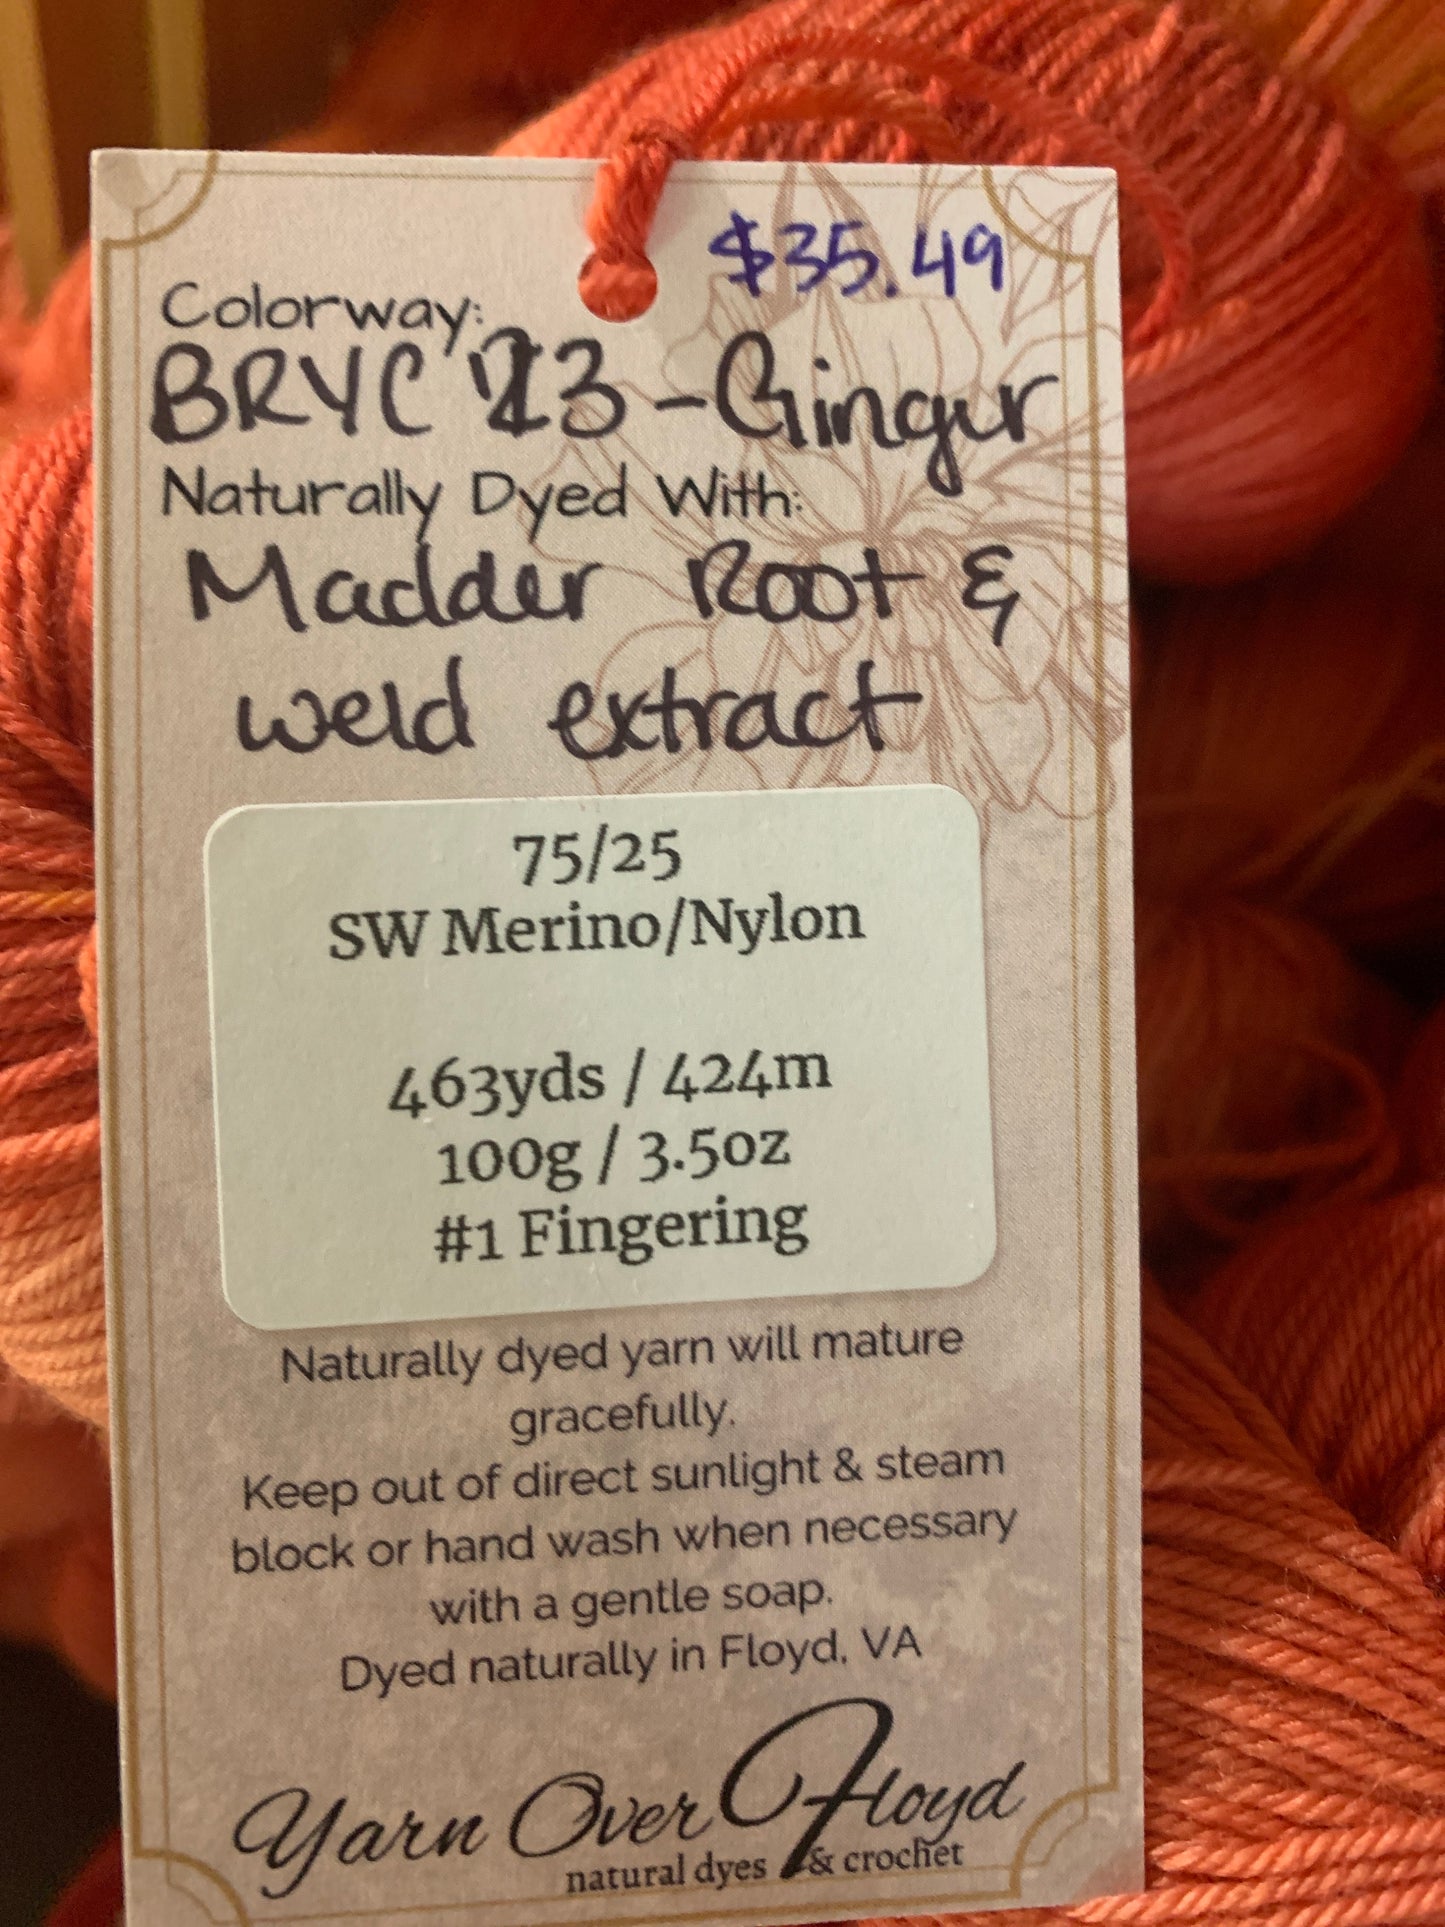 $35.49
Colorway:
BRYC '23 - Ginger
Naturally Dyed With:
Madder Root &
weld extract
75/25
SW Merino/Nylon
463yds / 424m
100g / 3.5oz
#1 Fingering
Naturally dyed yarn will mature
gracefully.
Keep out of direct sunlight & steam
block or hand wash when necessary
with a gentle soap.
Dyed naturally in Floyd, VA
Yarn Over Floyd
natural dyes & crochet